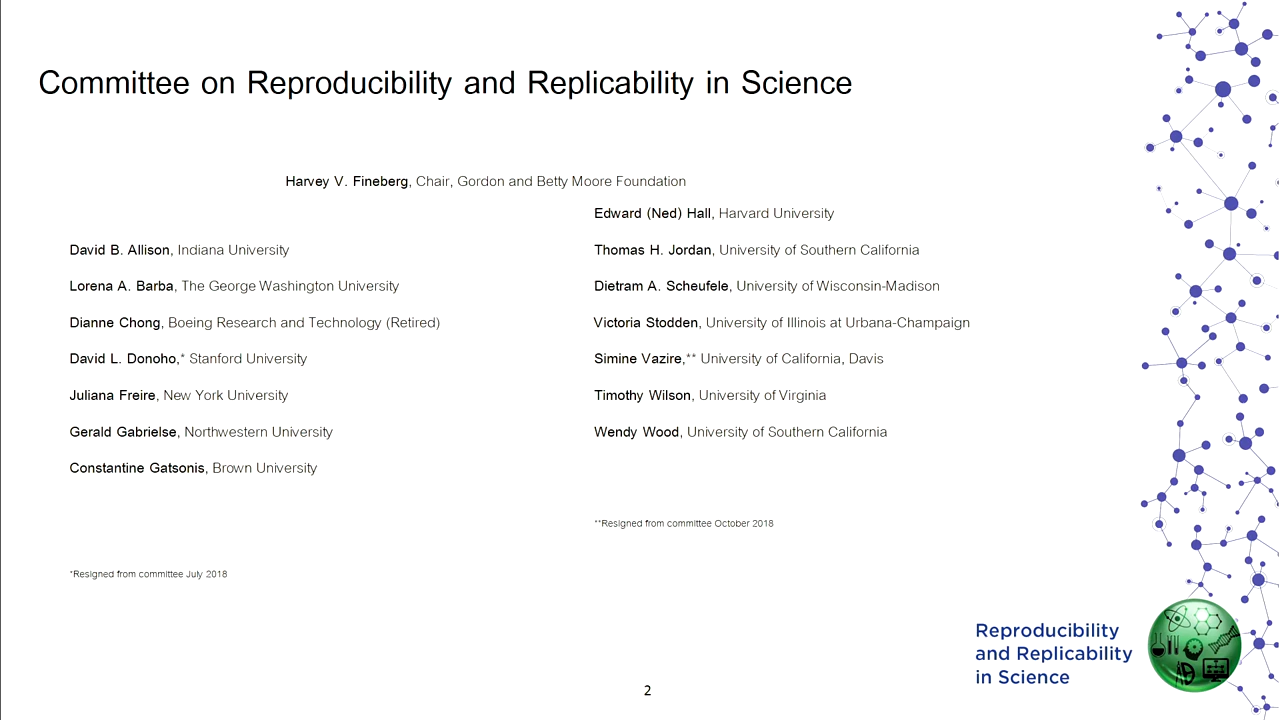 Committee on Reproducibility and Replicability in Science
Harvey V. Fineberg, Chair, Gordon and Betty Moore Foundation
David B. Allison, Indiana University
Lorena A. Barba, The George Washington University
Dianne Chong, Boeing Research and Technology (Retired)
David L. Donoho,* Stanford University
Juliana Freire, New York University
Gerald Gabrielse, Northwestern University
Constantine Gatsonis, Brown University
*Resigned from committee July 2018
Edward (Ned) Hall, Harvard University
Thomas H. Jordan, University of Southern California
Dietram A. Scheufele, University of Wisconsin-Madison
Victoria Stodden, University of Illinois at Urbana-Champaign
Simine Vazire,** University of California, Davis
Timothy Wilson, University of Virginia
Wendy Wood, University of Southern California
**Resigned from committee October 2018
Reproducibility
and Replicability
in Science
2